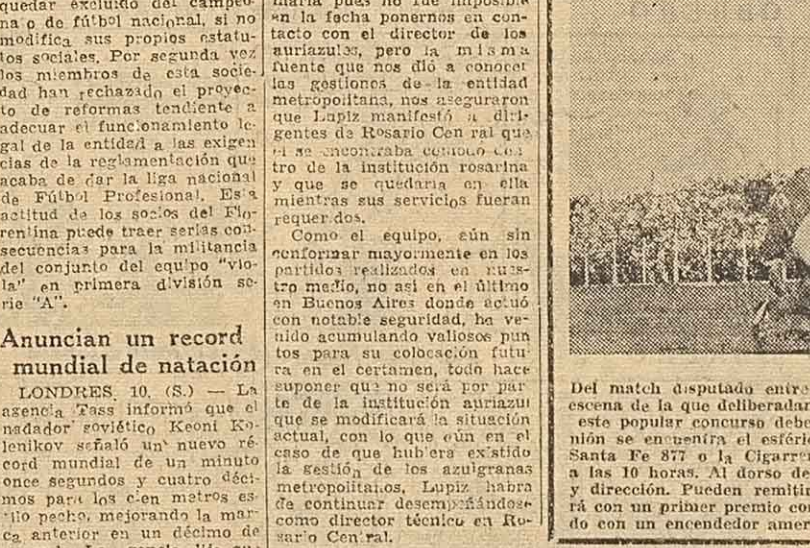 quedar excluído del campeo-
na o de fútbol nacional, si no
modifica sus propios estatu-
tos sociales. Por segunda vez
los miembros de esta socie-
dad han rechazado el proyec-
to de reformas tendiente a
adecuar el funcionamiento le-
gal de la entidad a las exigen
cias de la reglamentación que
acaba de dar la liga nacional
de Fútbol Profesional. Esta
actitud de los socios del Flo-
rentina puede traer serias con-
secuencias para la militancia
del conjunto del equipo "vio-
la" en primera división se-
rie "A".
Anuncian un record
mundial de natación
LONDRES, 10. (S.) — La
agencia Tass informó que el
nadador soviético Keoni Ko-
lenikov señaló un nuevo ré-
cord mundial de un minuto
once segundos y cuatro déci-
mos para los cien metros es-
tilo pecho, mejorando la mar-
ca anterior en un décimo de
maria pues no fue imposible
en la fecha ponernos en con-
tacto con el director de los
auriazules, pero la misma
fuente que nos dió a conocer
las gestiones de la entidad
metropolitana, nos aseguraron
que Lupiz manifestó a diri-
gentes de Rosario Cen ral que
el se encontraba cómodo den-
tro de la institución rosarina
y que se quedaria en ella
mientras sus servicios fueran
requeridos.
Como el equipo, aún sin
conformar mayormente en los
partidos realizados en nues-
tro medio, no así en el último
en Buenos Aires donde actuó
con notable seguridad, ha ve-
nido acumulando valiosos pun
tos para su colocación futu-
ra en el certamen, todo hace
suponer que no será por par
te de la institución auriazul
que se modificará la situación
actual, con lo que aún en el
caso de que hubiera existido
la gestión de los azulgranas
metropolitanos, Lupiz habra
de continuar desempeñándose
como director técnico en Ro-
sario Central.
Del match disputado entre
escena de la que deliberadar
este popular concurso debe
nión se encuentra el esféric
Santa Fe 877 o la Cigarre
a las 10 horas. Al dorso de
y dirección. Pueden remitir
rá con un primer premio co
do con un encendedor amer